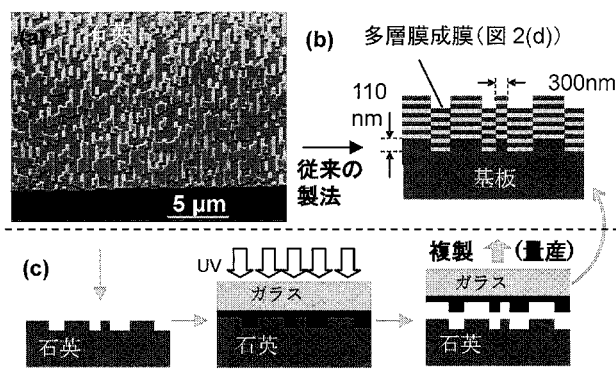 (a)
石英
5 μm
(b)
多層膜成膜(図2(d))
300nm
110
nm
従来の
製法
基板
(c)
UV
ガラス
石英
石英
複製 (量産)
ガラス
石英